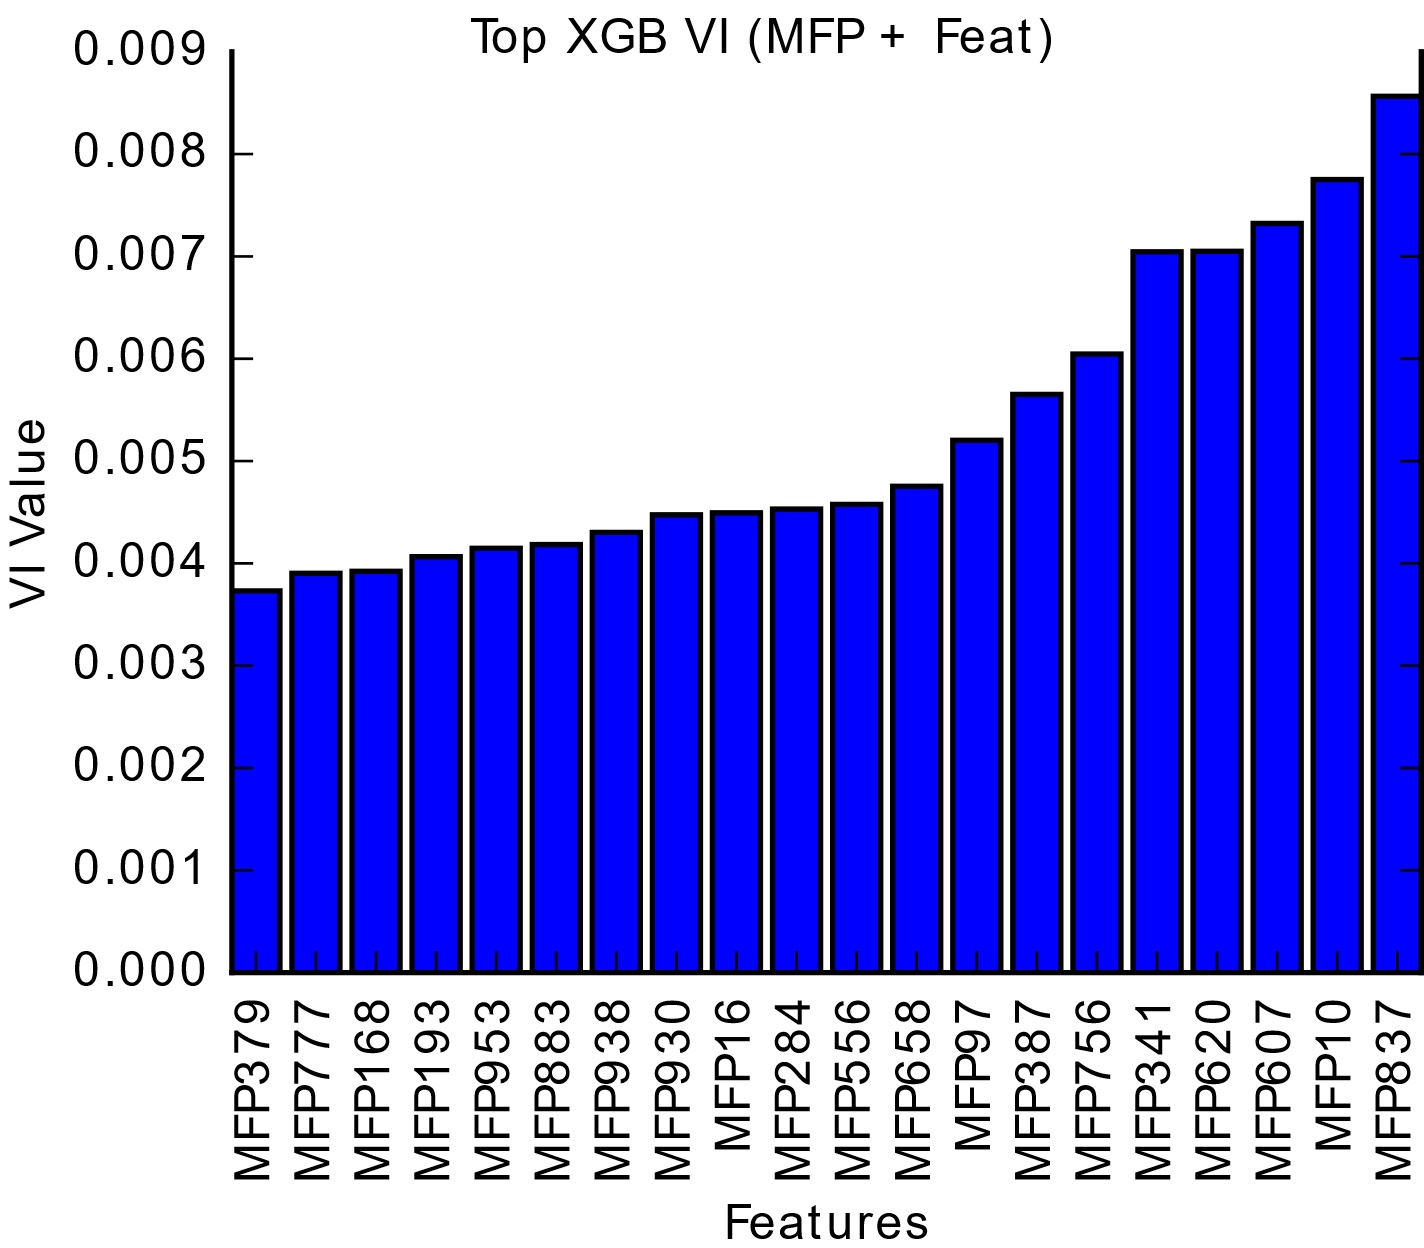 Top XGB VI (MFP + Feat)
0.009
0.008
0.007
0.006
0.005
0.004
0.003
0.002
0.001
0.000
VI Value
MFP379
MFP777
MFP168
MFP193
MFP953
MFP883
MFP938
MFP930
MFP16
MFP284
MFP556
MFP658
MFP97
MFP387
MFP756
MFP341
MFP620
MFP607
MFP10
MFP837
Features